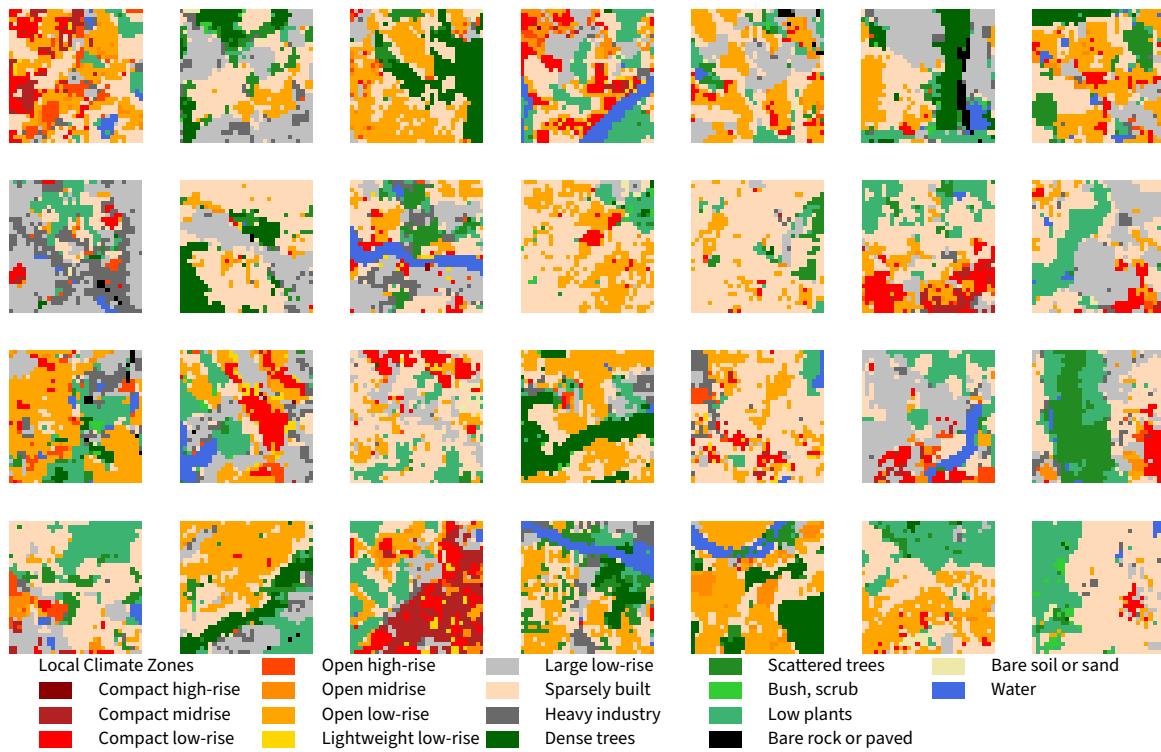 Local Climate Zones
Compact high-rise
Compact midrise
Compact low-rise
Open high-rise
Open midrise
Open low-rise
Lightweight low-rise
Large low-rise
Sparsely built
Heavy industry
Dense trees
Scattered trees
Bush, scrub
Low plants
Bare rock or paved
Bare soil or sand
Water